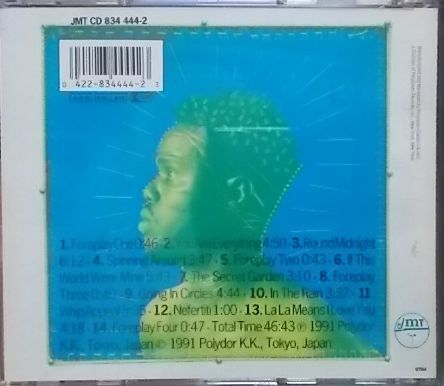 JMT CD 834 444-2
0 422-834444-2 3
1. Foreplay One 0:46 · 2. You Are Everything 4:50 · 3. Round Midnight
6:12 · 4. Spinning Around 3:47 · 5. Foreplay Two 0:43 · 6. If This
World Were Mine 5:43 · 7. The Secret Garden 3:10 · 8. Foreplay
Three 0:40 · 9. Going In Circles 4:44 · 10. In The Rain 3:37 · 11
Whip Appeal 1:35 · 12. Nefertiti 1:00 · 13. La La Means I Love You
4:18 · 14. Foreplay Four 0:47 · Total Time 46:43 ℗ 1991 Polydor
K.K., Tokyo, Japan © 1991 Polydor K.K., Tokyo, Japan
jmt